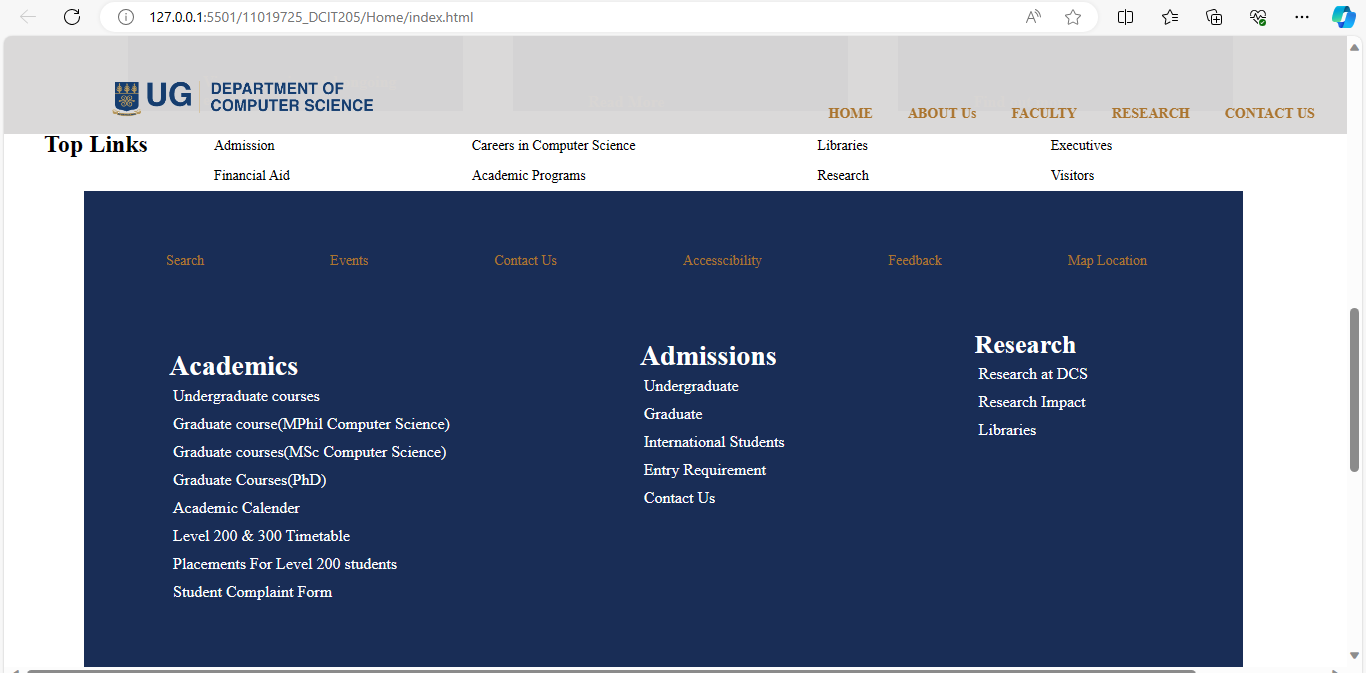 127.0.0.1:5501/11019725_DCIT205/Home/index.html
UG DEPARTMENT OF
COMPUTER SCIENCE
HOME ABOUT Us FACULTY RESEARCH CONTACT US
Top Links Admission Careers in Computer Science Libraries Executives
Financial Aid Academic Programs Research Visitors
Search Events Contact Us Accesscibility Feedback Map Location
Academics
Undergraduate courses
Graduate course(MPhil Computer Science)
Graduate courses(MSc Computer Science)
Graduate Courses(PhD)
Academic Calender
Level 200 & 300 Timetable
Placements For Level 200 students
Student Complaint Form
Admissions
Undergraduate
Graduate
International Students
Entry Requirement
Contact Us
Research
Research at DCS
Research Impact
Libraries